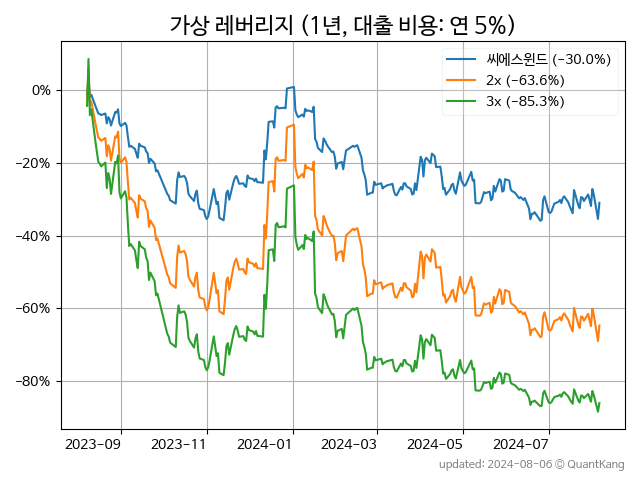 가상 레버리지 (1년, 대출 비용: 연 5%)
씨에스윈드 (−30.0%)
2x (−63.6%)
3x (−85.3%)
0%
−20%
−40%
−60%
−80%
2023-09
2023-11
2024-01
2024-03
2024-05
2024-07
updated: 2024-08-06 © QuantKang